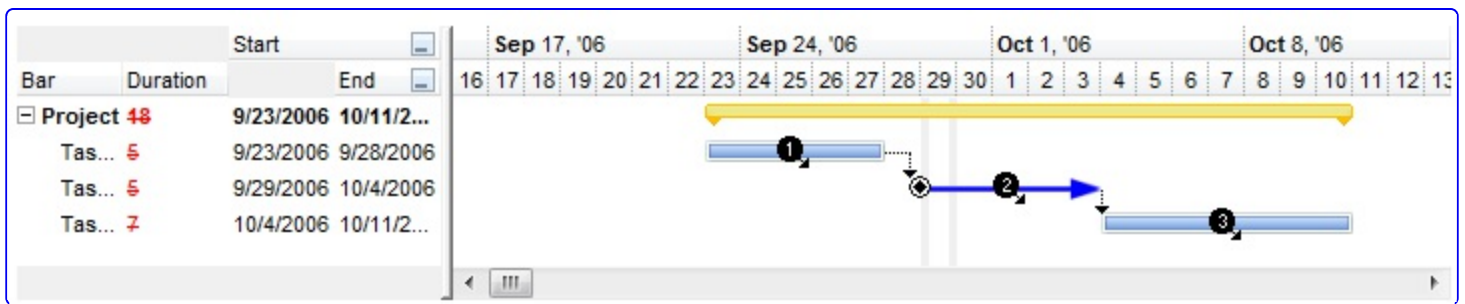 Start
Sep 17, '06 Sep 24, '06 Oct 1, '06 Oct 8, '06
Bar Duration End
16 17 18 19 20 21 22 23 24 25 26 27 28 29 30 1 2 3 4 5 6 7 8 9 10 11 12 13
Project 18 9/23/2006 10/11/2...
Tas... 5 9/23/2006 9/28/2006
1
Tas... 5 9/29/2006 10/4/2006
2
Tas... 7 10/4/2006 10/11/2...
3